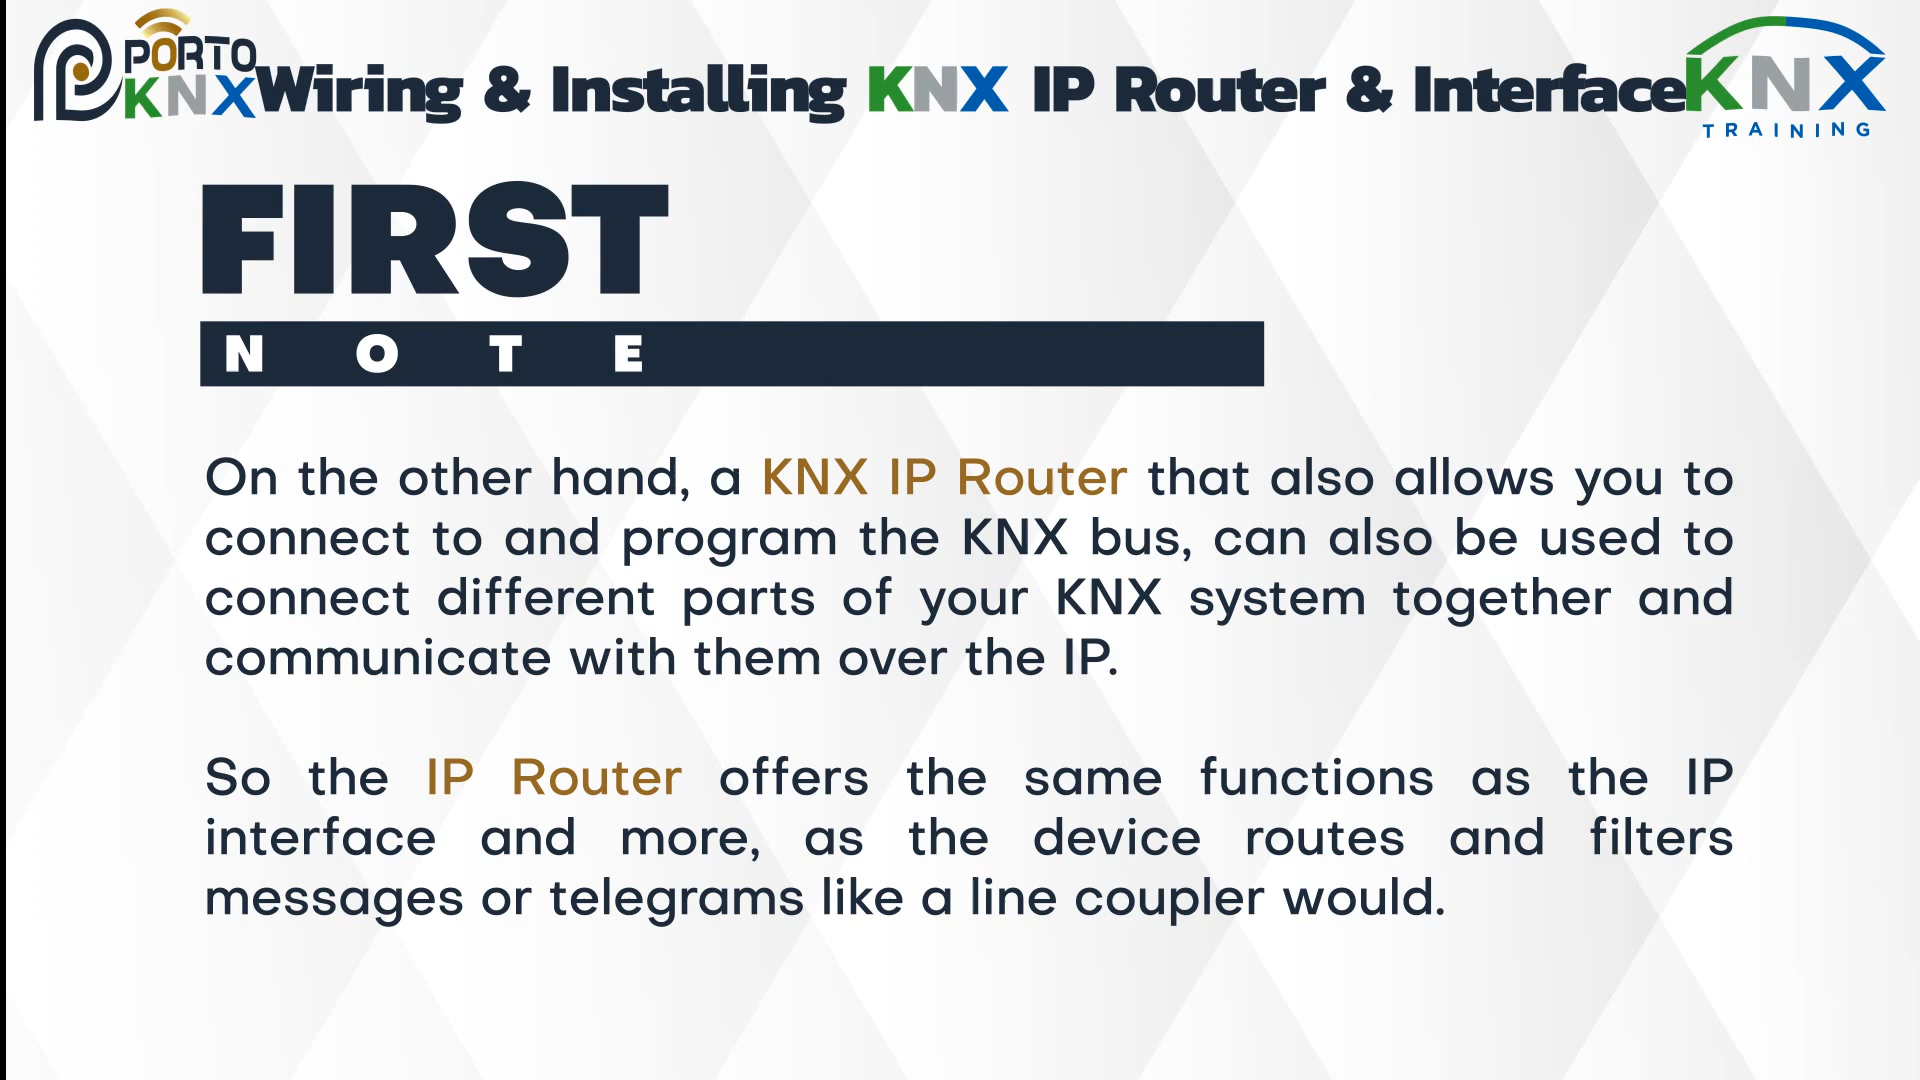 PORTO
KNX
Wiring & Installing KNX IP Router & Interface
KNX
TRAINING
FIRST
NOTE
On the other hand, a KNX IP Router that also allows you to
connect to and program the KNX bus, can also be used to
connect different parts of your KNX system together and
communicate with them over the IP.
So the IP Router offers the same functions as the IP
interface and more, as the device routes and filters
messages or telegrams like a line coupler would.